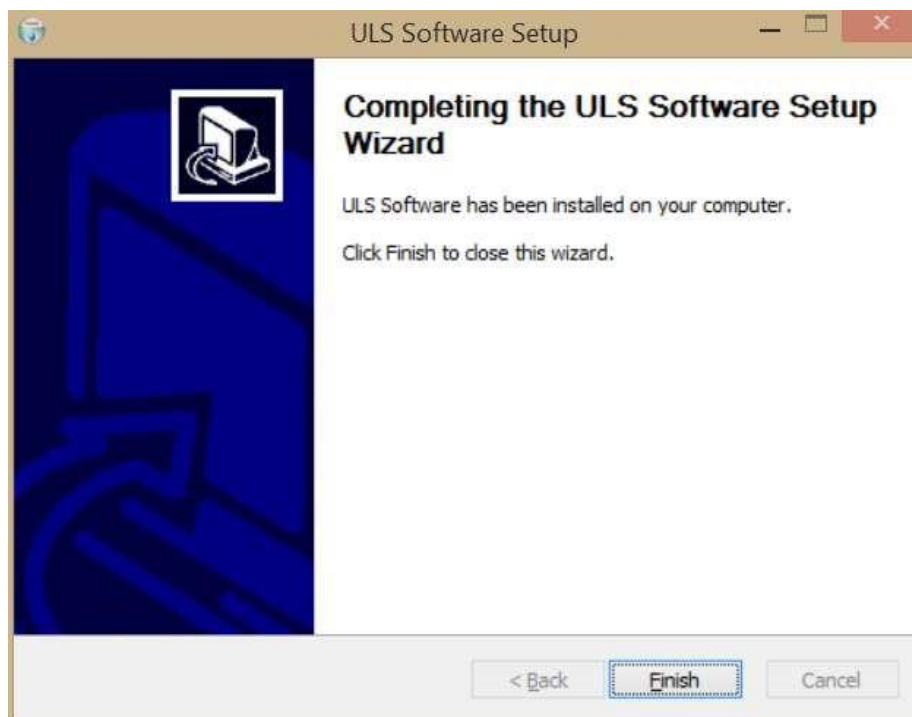 ULS Software Setup
Completing the ULS Software Setup
Wizard
ULS Software has been installed on your computer.
Click Finish to close this wizard.
< Back
Finish
Cancel